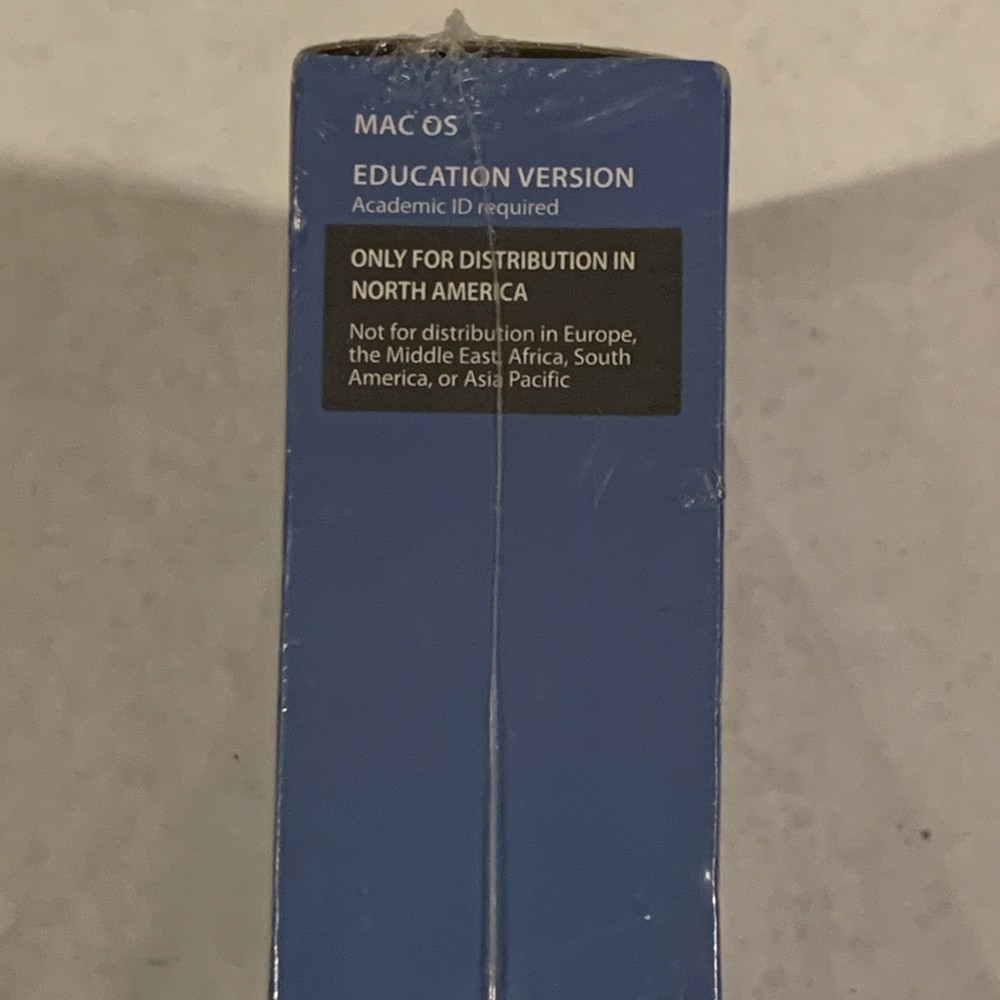 MAC OS
EDUCATION VERSION
Academic ID required
ONLY FOR DISTRIBUTION IN
NORTH AMERICA
Not for distribution in Europe,
the Middle East, Africa, South
America, or Asia Pacific